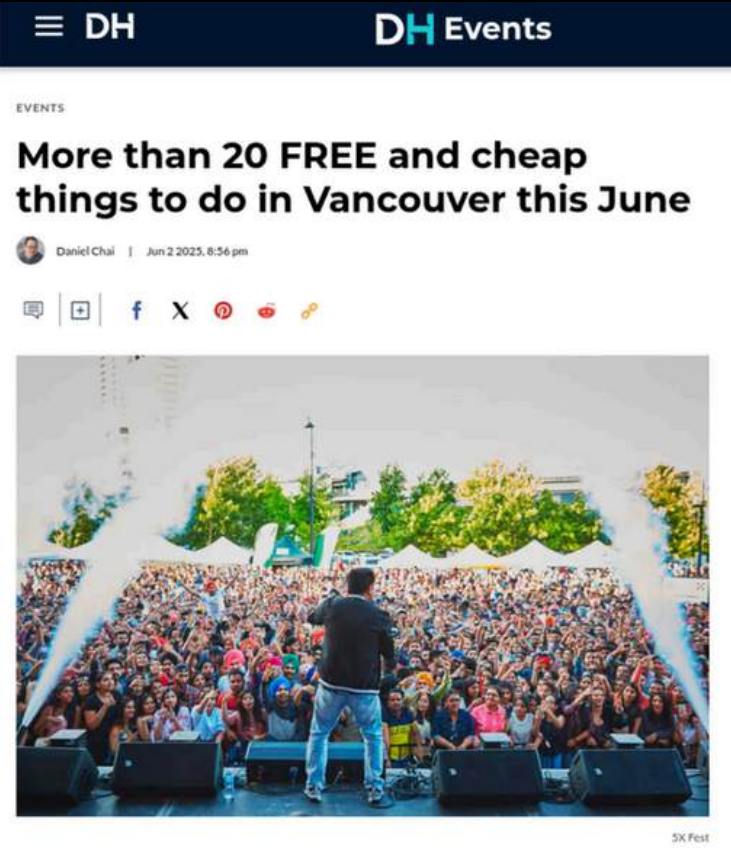 DH
DH Events
EVENTS
More than 20 FREE and cheap
things to do in Vancouver this June
Daniel Chai | Jun 2 2025, 8:56 pm
5X Fest